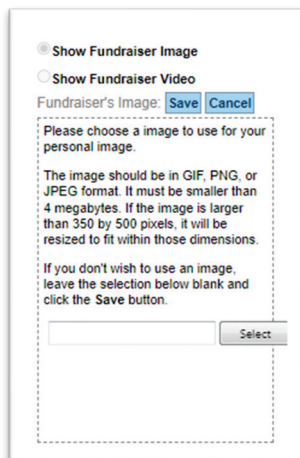 Show Fundraiser Image
Show Fundraiser Video
Fundraiser's Image: Save Cancel
Please choose a image to use for your
personal image.
The image should be in GIF, PNG, or
JPEG format. It must be smaller than
4 megabytes. If the image is larger
than 350 by 500 pixels, it will be
resized to fit within those dimensions.
If you don't wish to use an image,
leave the selection below blank and
click the Save button.
Select